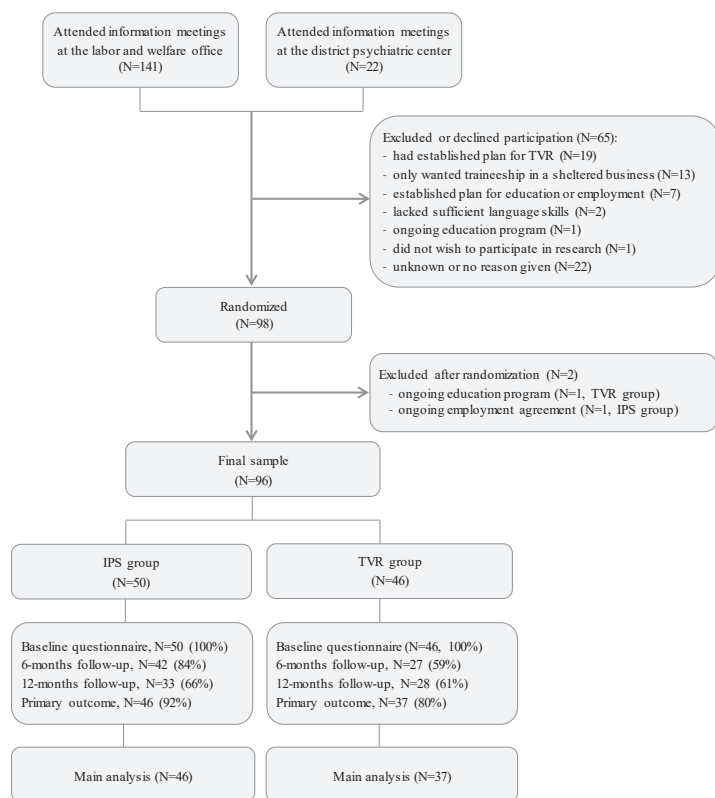 Attended information meetings
at the labor and welfare office
(N=141)
Attended information meetings
at the district psychiatric center
(N=22)
Excluded or declined participation (N=65):
- had established plan for TVR (N=19)
- only wanted traineeship in a sheltered business (N=13)
- established plan for education or employment (N=7)
- lacked sufficient language skills (N=2)
- ongoing education program (N=1)
- did not wish to participate in research (N=1)
- unknown or no reason given (N=22)
Randomized
(N=98)
Excluded after randomization (N=2)
- ongoing education program (N=1, TVR group)
- ongoing employment agreement (N=1, IPS group)
Final sample
(N=96)
IPS group
(N=50)
TVR group
(N=46)
Baseline questionnaire, N=50 (100%)
6-months follow-up, N=42 (84%)
12-months follow-up, N=33 (66%)
Primary outcome, N=46 (92%)
Baseline questionnaire (N=46, 100%)
6-months follow-up, N=27 (59%)
12-months follow-up, N=28 (61%)
Primary outcome, N=37 (80%)
Main analysis (N=46)
Main analysis (N=37)